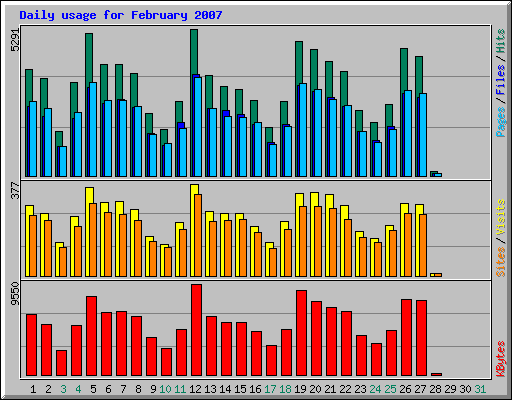 Daily usage for February 2007
5291
Pages / Files / Hits
377
Sites / Visits
9550
KBytes
1 2 3 4 5 6 7 8 9 10 11 12 13 14 15 16 17 18 19 20 21 22 23 24 25 26 27 28 29 30 31